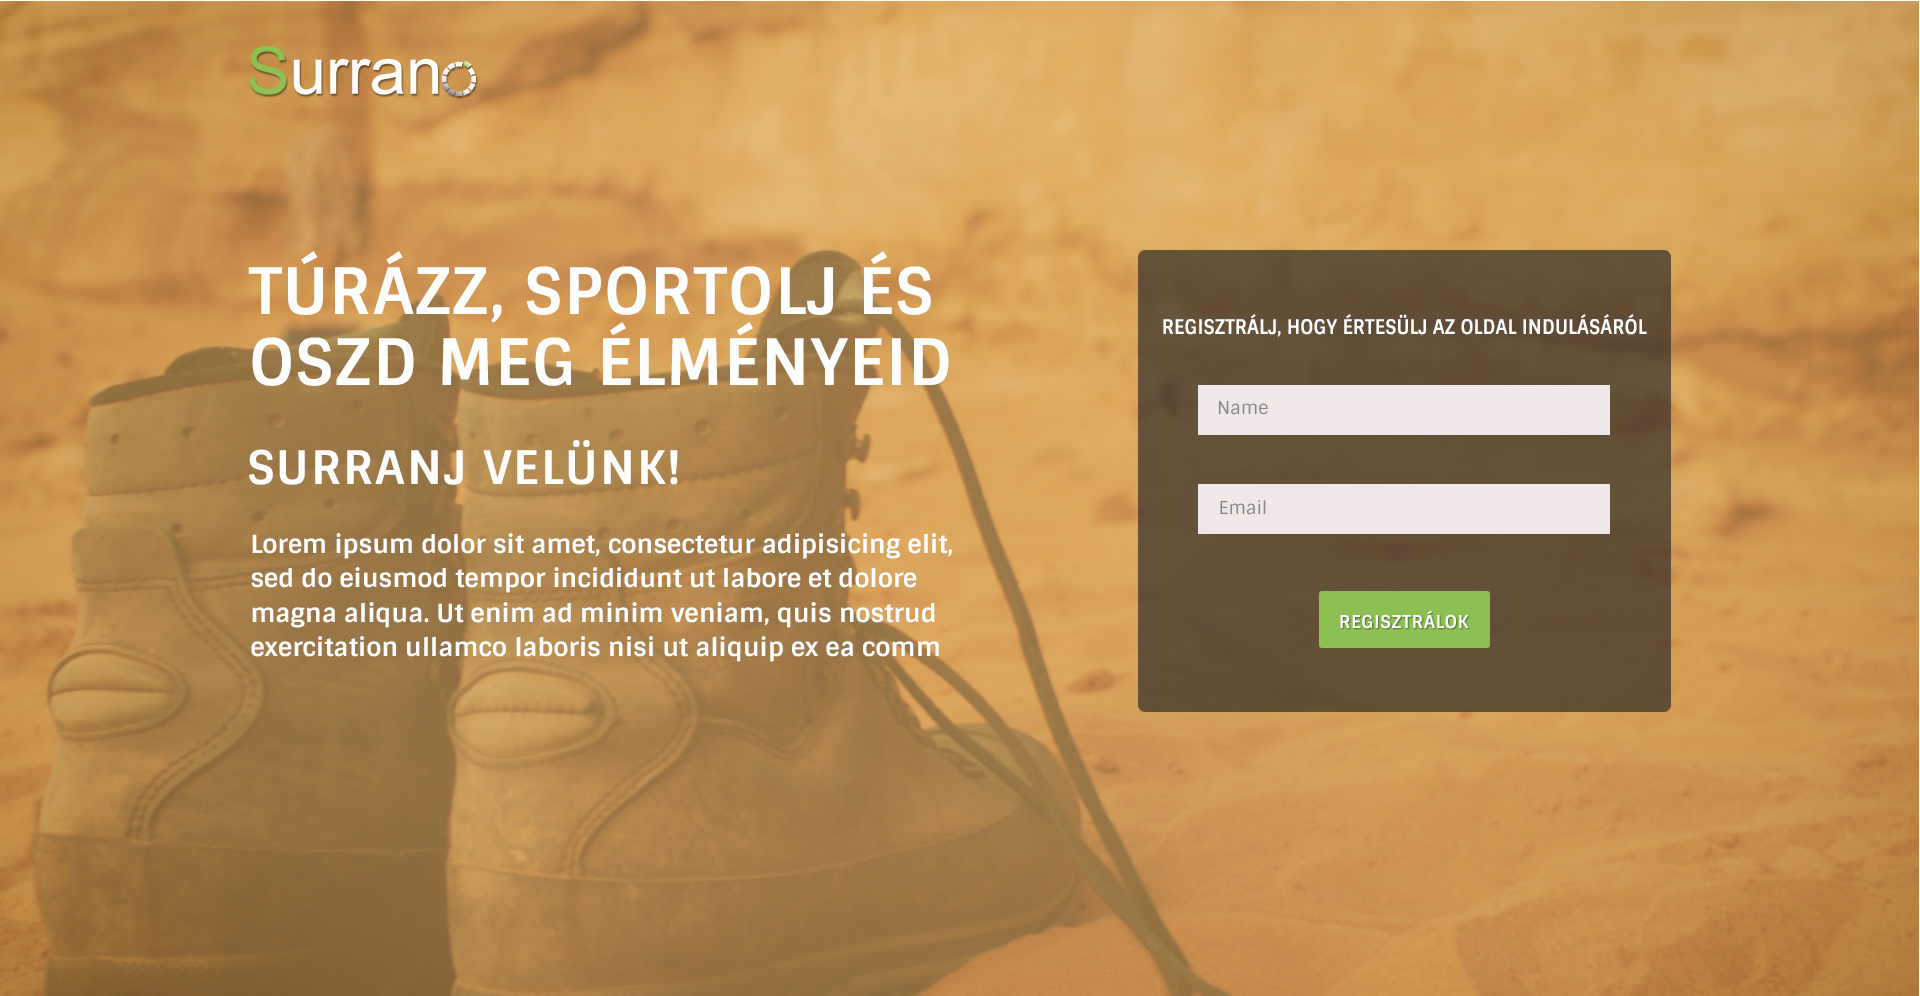 Surrano
TÚRÁZZ, SPORTOLJ ÉS
OSZD MEG ÉLMÉNYEID
SURRANJ VELÜNK!
Lorem ipsum dolor sit amet, consectetur adipisicing elit,
sed do eiusmod tempor incididunt ut labore et dolore
magna aliqua. Ut enim ad minim veniam, quis nostrud
exercitation ullamco laboris nisi ut aliquip ex ea comm
REGISZTRÁLJ, HOGY ÉRTESÜLJ AZ OLDAL INDULÁSÁRÓL
Name
Email
REGISZTRÁLOK